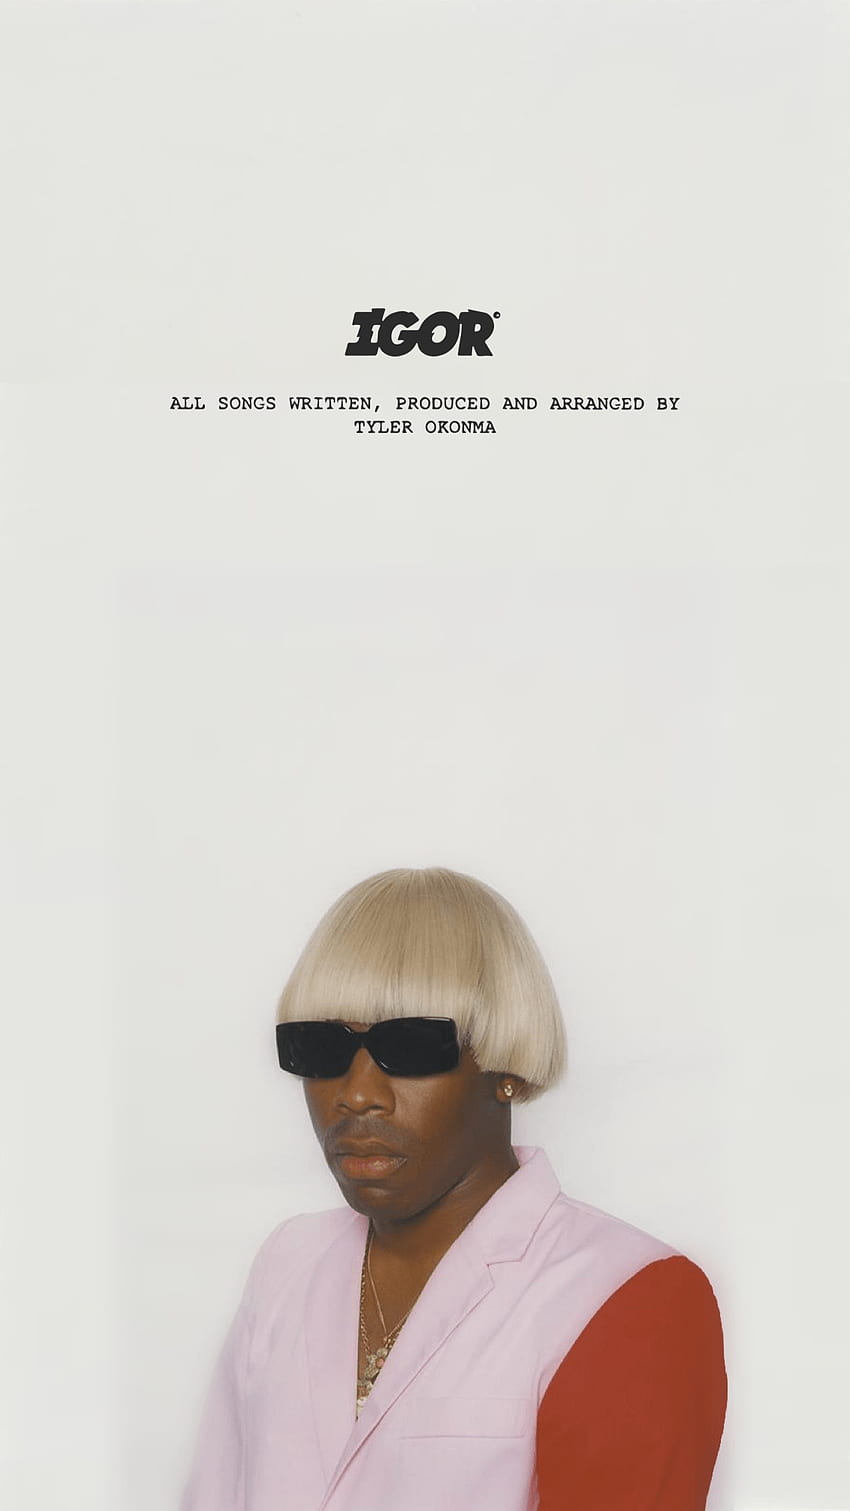 IGOR
ALL SONGS WRITTEN, PRODUCED AND ARRANGED BY
TYLER OKONMA